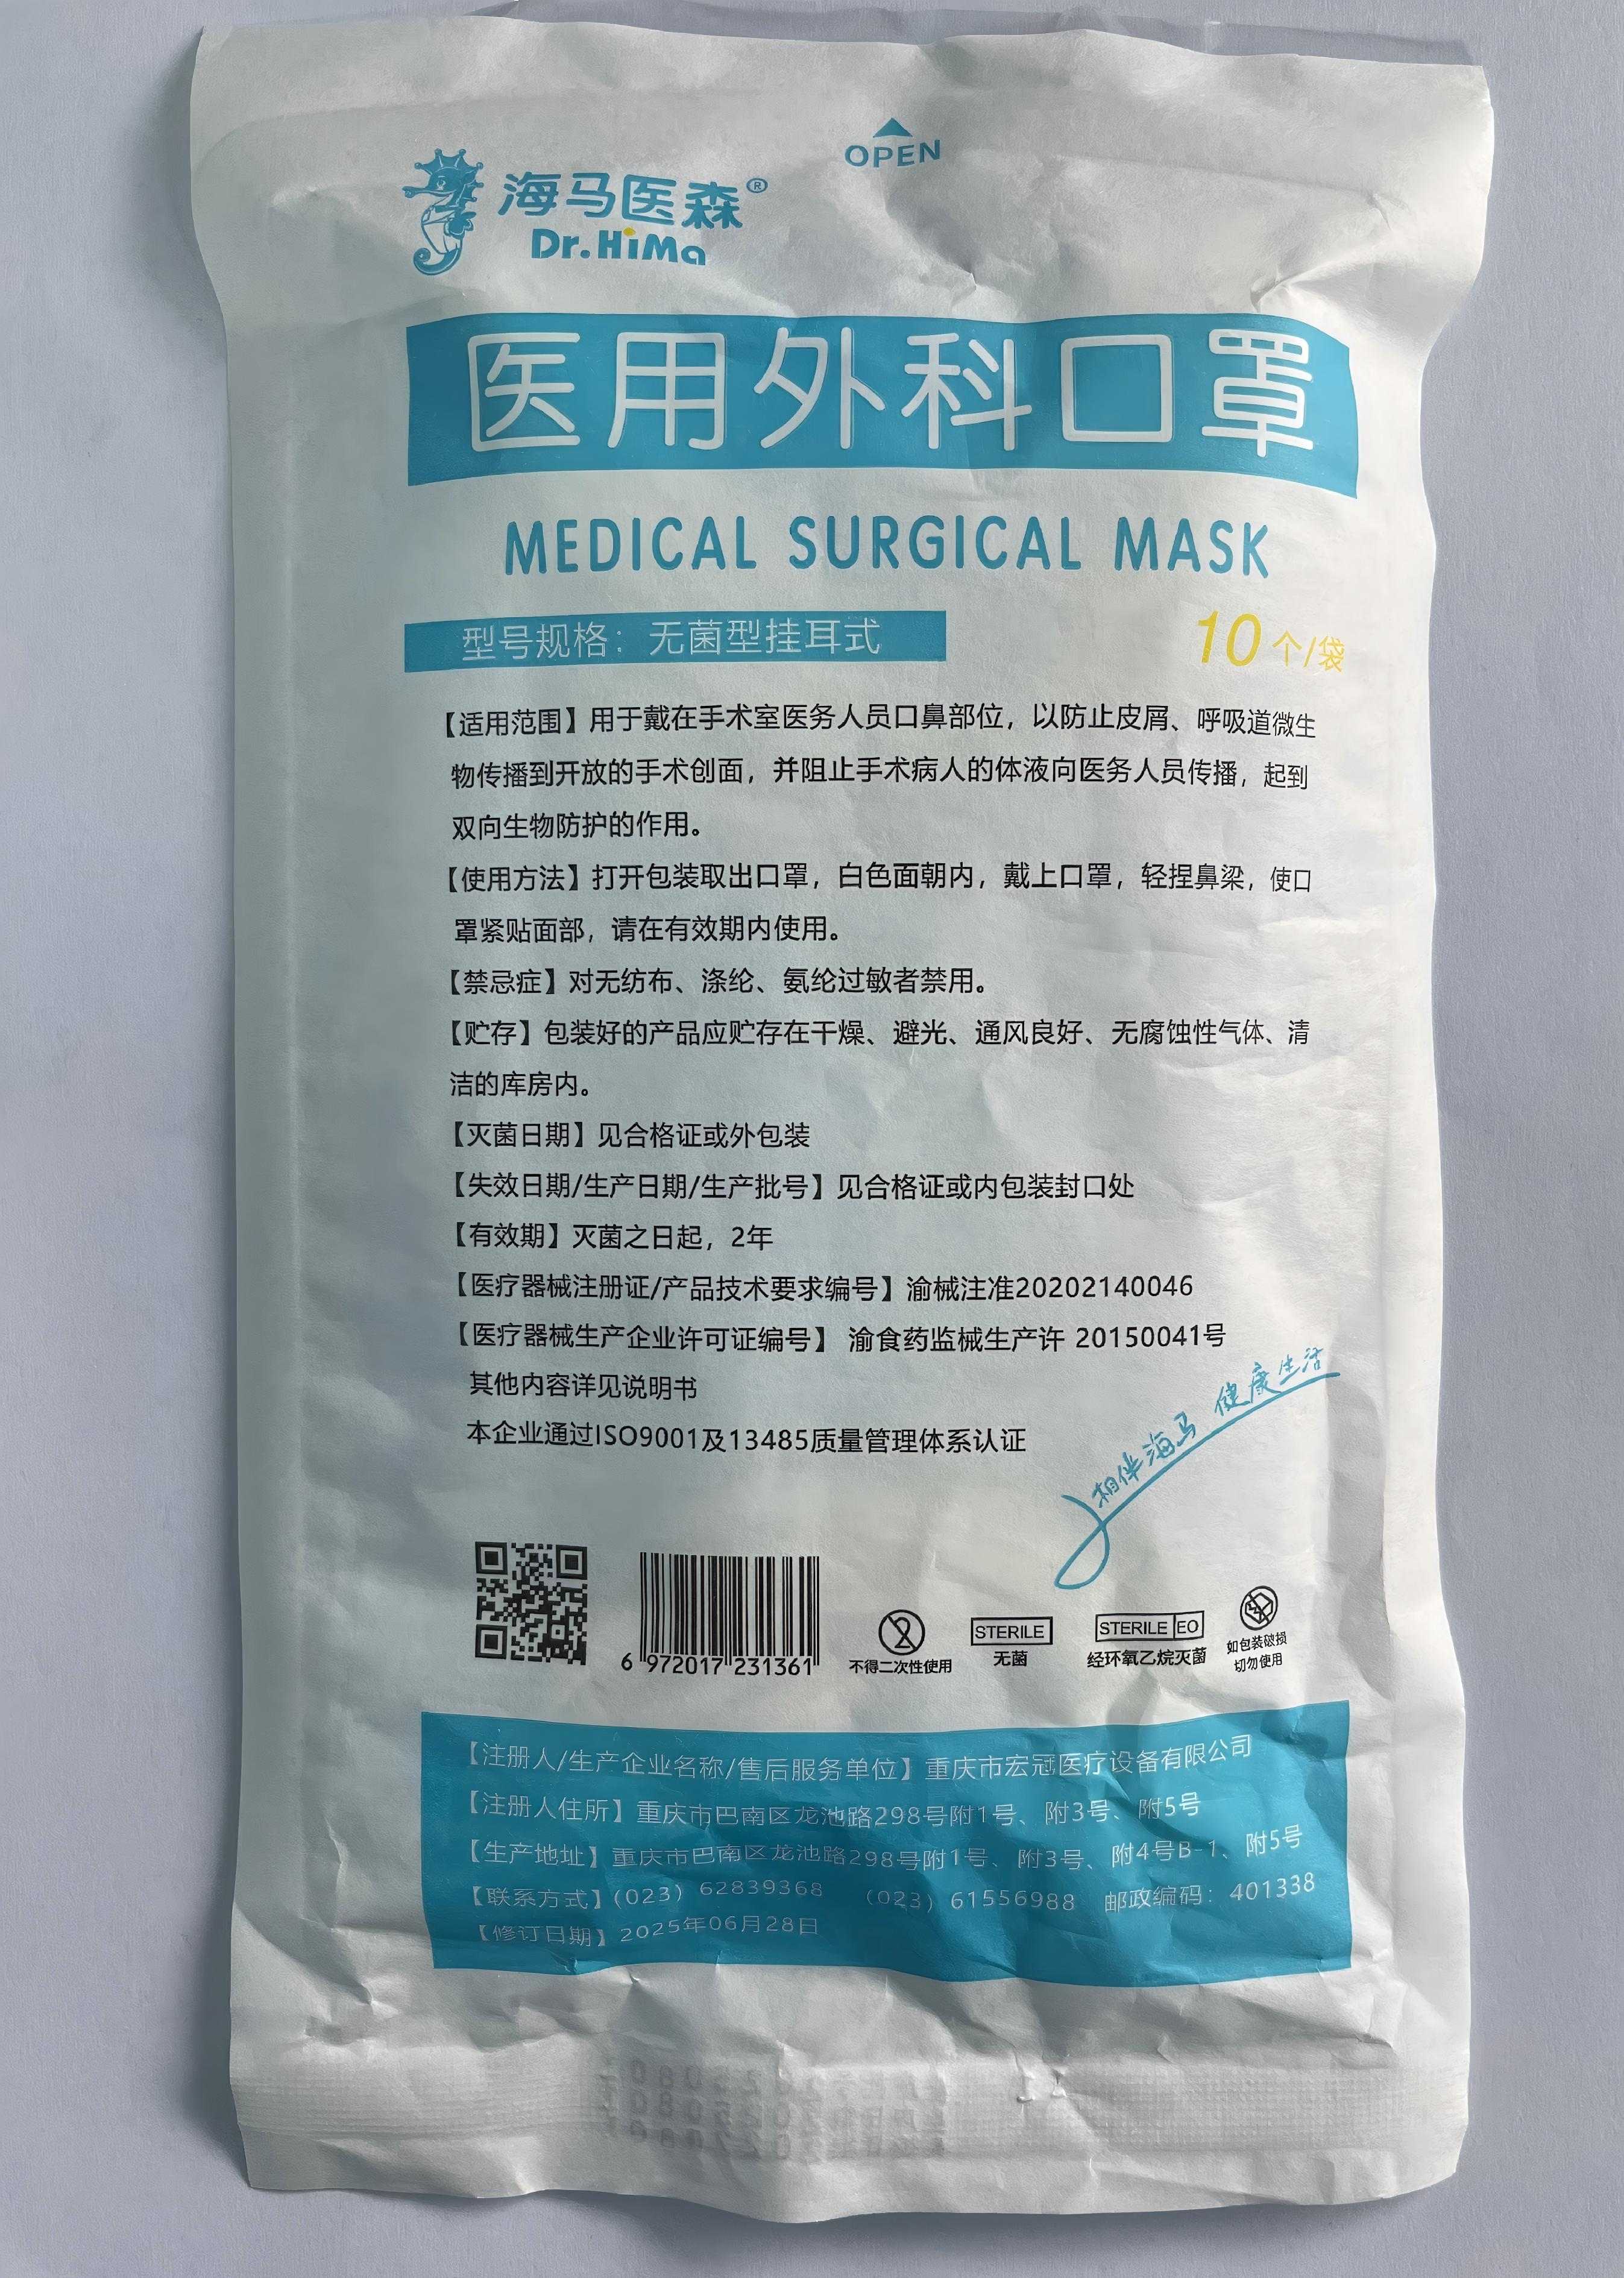 OPEN
海马医森®
Dr.HiMa
医用外科口罩
MEDICAL SURGICAL MASK
型号规格：无菌型挂耳式
10个/袋
【适用范围】用于戴在手术室医务人员口鼻部位，以防止皮屑、呼吸道微生
物传播到开放的手术创面，并阻止手术病人的体液向医务人员传播，起到
双向生物防护的作用。
【使用方法】打开包装取出口罩，白色面朝内，戴上口罩，轻捏鼻梁，使口
罩紧贴面部，请在有效期内使用。
【禁忌症】对无纺布、涤纶、氨纶过敏者禁用。
【贮存】包装好的产品应贮存在干燥、避光、通风良好、无腐蚀性气体、清
洁的库房内。
【灭菌日期】见合格证或外包装
【失效日期/生产日期/生产批号】见合格证或内包装封口处
【有效期】灭菌之日起，2年
【医疗器械注册证/产品技术要求编号】渝械注准20202140046
【医疗器械生产企业许可证编号】 渝食药监械生产许 20150041号
其他内容详见说明书
本企业通过ISO9001及13485质量管理体系认证
相伴海马 健康生活
6 972017 231361
不得二次性使用
STERILE
无菌
STERILE EO
经环氧乙烷灭菌
如包装破损
切勿使用
【注册人/生产企业名称/售后服务单位】重庆市宏冠医疗设备有限公司
【注册人住所】重庆市巴南区龙池路298号附1号、附3号、附5号
【生产地址】重庆市巴南区龙池路298号附1号、附3号、附4号B-1、附5号
【联系方式】(023) 62839368 (023) 61556988 邮政编码：401338
【修订日期】2025年06月28日